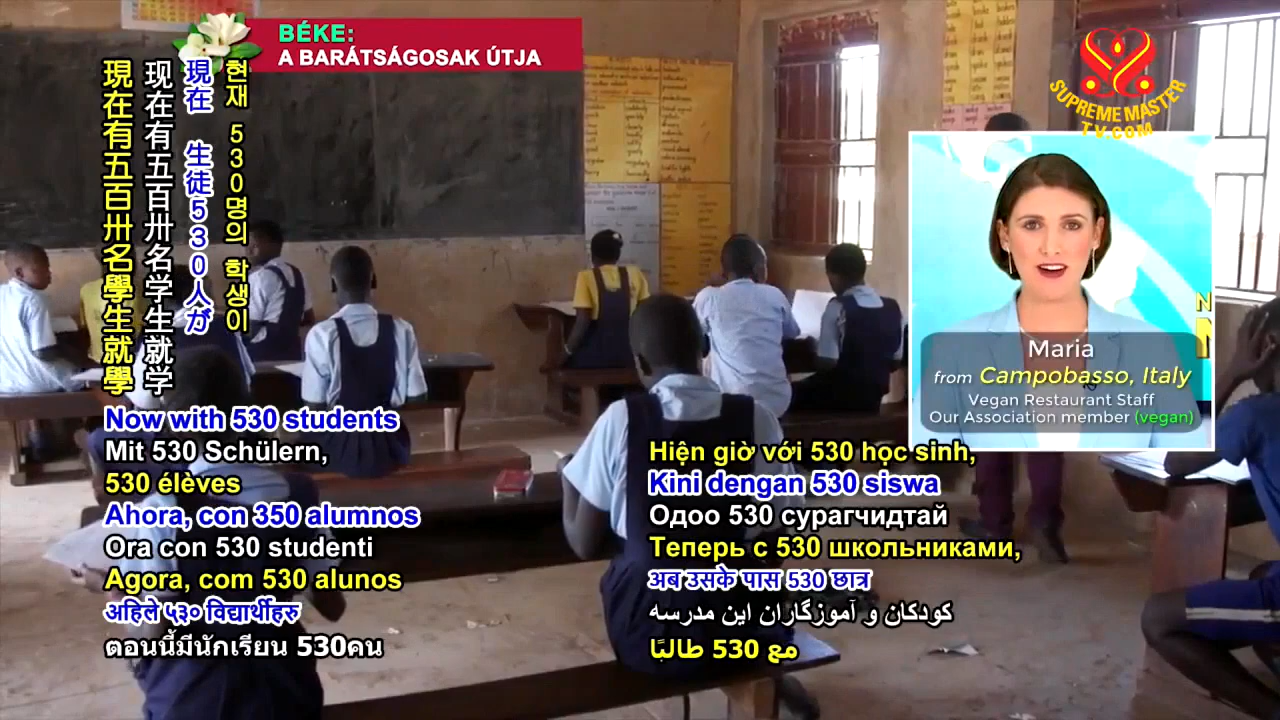 BÉKE:
A BARÁTSÁGOSAK ÚTJA
SUPREME MASTER
TV.COM
現在有五百卅名學生就學
现在有五百卅名学生就学
現在 生徒530人が
현재 530명의 학생이
Maria
from Campobasso, Italy
Vegan Restaurant Staff
Our Association member (vegan)
Now with 530 students
Mit 530 Schülern,
530 élèves
Ahora, con 350 alumnos
Ora con 530 studenti
Agora, com 530 alunos
अहिले ५३० विद्यार्थीहरु
ตอนนี้มีนักเรียน 530คน
Hiện giờ với 530 học sinh,
Kini dengan 530 siswa
Одоо 530 сурагчидтай
Теперь с 530 школьниками,
अब उसके पास 530 छात्र
کودکان و آموزگاران این مدرسه
مع 530 طالبًا